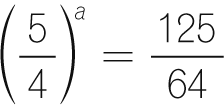 (5/4)^a = 125/64